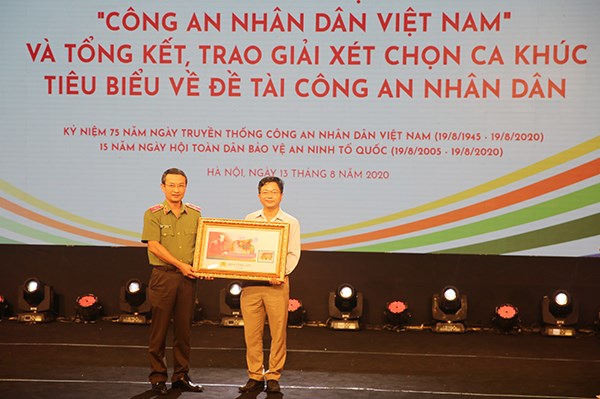 "CÔNG AN NHÂN DÂN VIỆT NAM"
VÀ TỔNG KẾT, TRAO GIẢI XÉT CHỌN CA KHÚC
TIÊU BIỂU VỀ ĐỀ TÀI CÔNG AN NHÂN DÂN
KỶ NIỆM 75 NĂM NGÀY TRUYỀN THỐNG CÔNG AN NHÂN DÂN VIỆT NAM (19/8/1945 - 19/8/2020)
15 NĂM NGÀY HỘI TOÀN DÂN BẢO VỆ AN NINH TỔ QUỐC (19/8/2005 - 19/8/2020)
HÀ NỘI, NGÀY 13 THÁNG 8 NĂM 2020